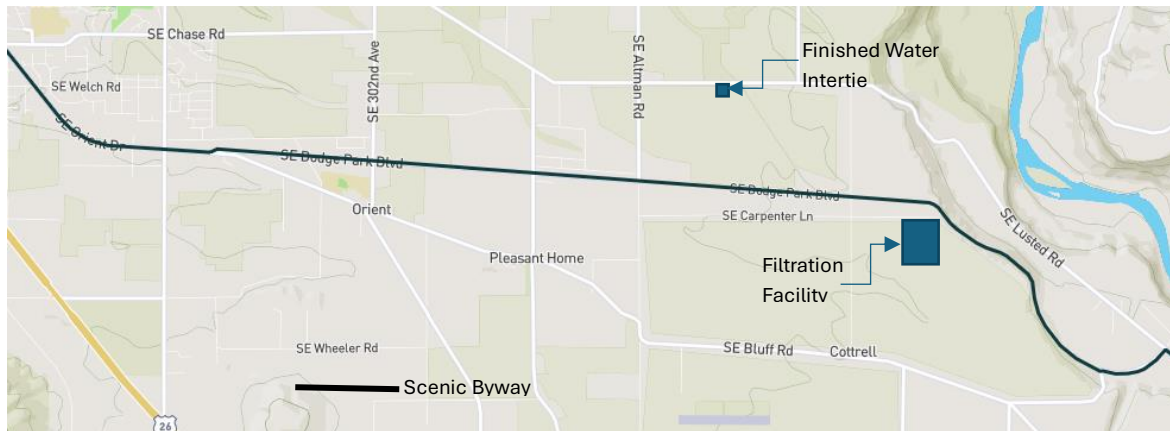 SE Chase Rd
SE Welch Rd
SE Orient Dr
SE 302nd Ave
SE Altman Rd
Finished Water
Intertie
SE Dodge Park Blvd
SE Dodge Park Blvd
SE Carpenter Ln
Orient
Pleasant Home
SE Lusted Rd
Filtration
Facility
SE Wheeler Rd
SE Bluff Rd
Cottrell
Scenic Byway
26